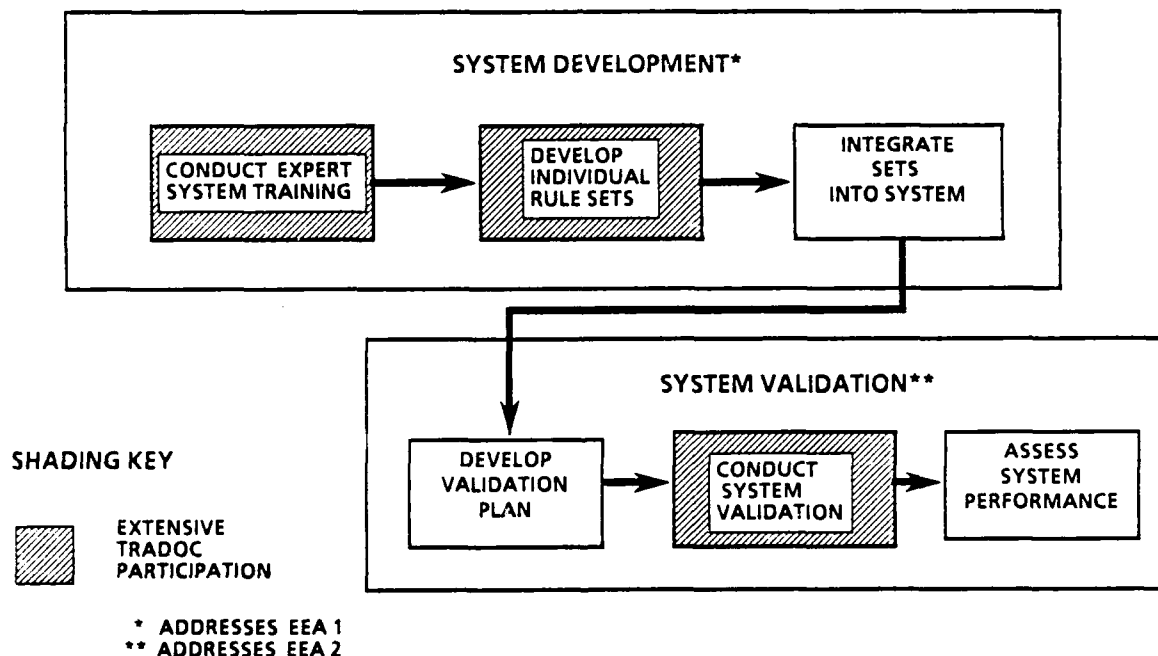 SYSTEM DEVELOPMENT*
CONDUCT EXPERT
SYSTEM TRAINING
DEVELOP
INDIVIDUAL
RULE SETS
INTEGRATE
SETS
INTO SYSTEM
SYSTEM VALIDATION**
DEVELOP
VALIDATION
PLAN
CONDUCT
SYSTEM
VALIDATION
ASSESS
SYSTEM
PERFORMANCE
SHADING KEY
EXTENSIVE
TRADOC
PARTICIPATION
* ADDRESSES EEA 1
** ADDRESSES EEA 2